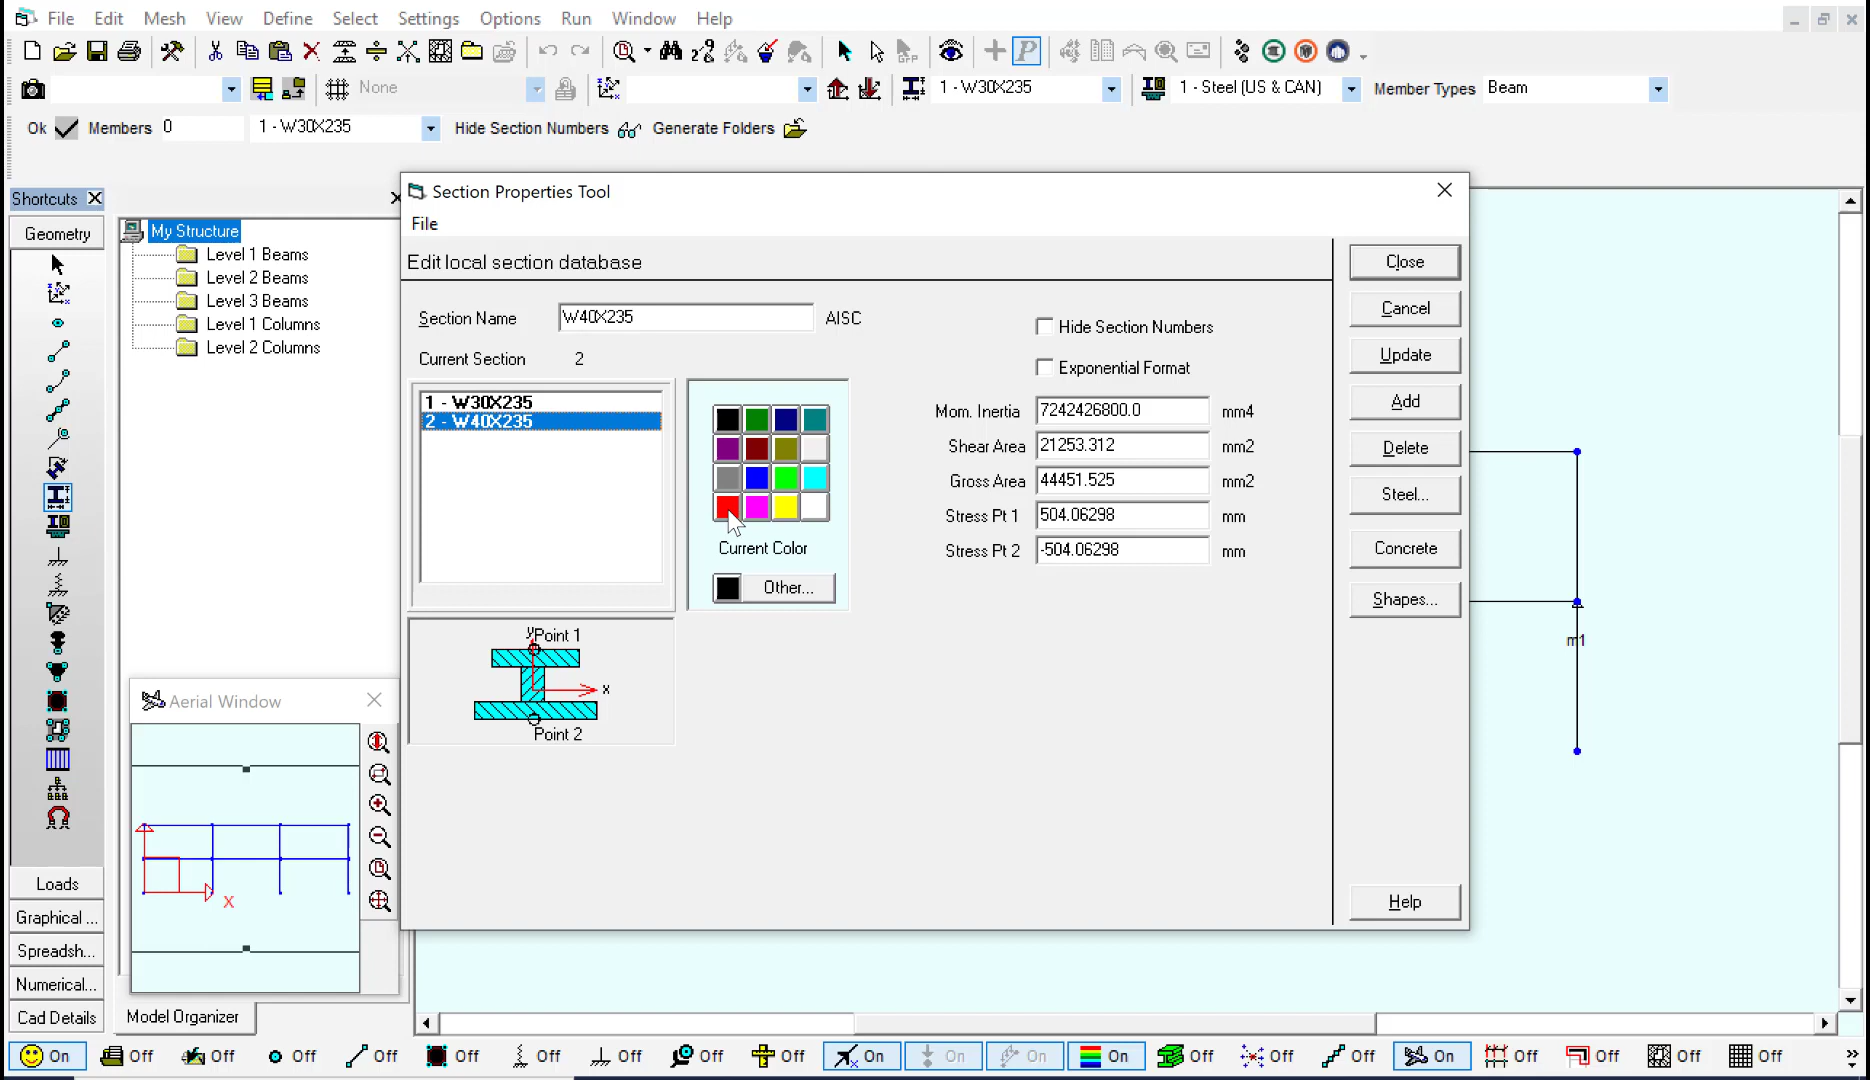 File Edit Mesh View Define Select Settings Options Run Window Help
None 1 - W30X235 1 - Steel (US & CAN) Member Types Beam
Ok Members 0 1 - W30X235 Hide Section Numbers Generate Folders
Shortcuts
Geometry
Loads
Graphical ...
Spreadsh...
Numerical...
Cad Details
My Structure
Level 1 Beams
Level 2 Beams
Level 3 Beams
Level 1 Columns
Level 2 Columns
Aerial Window
X
Model Organizer
Section Properties Tool
File
Edit local section database
Section Name W40X235 AISC
Current Section 2
1 - W30X235
2 - W40X235
Current Color
Other...
y Point 1
x
Point 2
Hide Section Numbers
Exponential Format
Mom. Inertia 7242426800.0 mm4
Shear Area 21253.312 mm2
Gross Area 44451.525 mm2
Stress Pt 1 504.06298 mm
Stress Pt 2 -504.06298 mm
Close
Cancel
Update
Add
Delete
Steel...
Concrete
Shapes...
Help
m1
On Off Off Off Off Off Off Off Off Off On On On On Off Off Off On Off Off Off Off